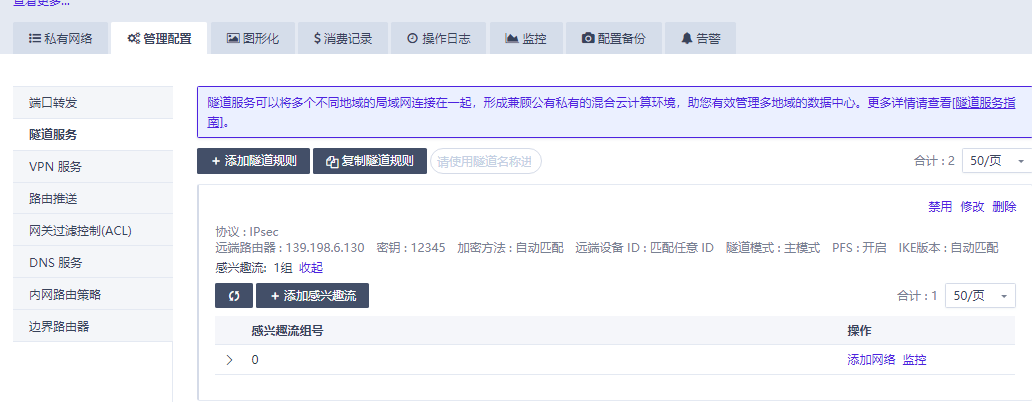 查看更多...
私有网络 管理配置 图形化 消费记录 操作日志 监控 配置备份 告警
端口转发
隧道服务
VPN 服务
路由推送
网关过滤控制(ACL)
DNS 服务
内网路由策略
边界路由器
隧道服务可以将多个不同地域的局域网连接在一起，形成兼顾公有私有的混合云计算环境，助您有效管理多地域的数据中心。更多详情请查看[隧道服务指
南]。
+ 添加隧道规则 复制隧道规则 请使用隧道名称进 合计 : 2 50/页
禁用 修改 删除
协议 : IPsec
远端路由器 : 139.198.6.130 密钥 : 12345 加密方法 : 自动匹配 远端设备 ID : 匹配任意 ID 隧道模式 : 主模式 PFS : 开启 IKE版本 : 自动匹配
感兴趣流: 1组 收起
+ 添加感兴趣流 合计 : 1 50/页
感兴趣流组号 操作
0 添加网络 监控